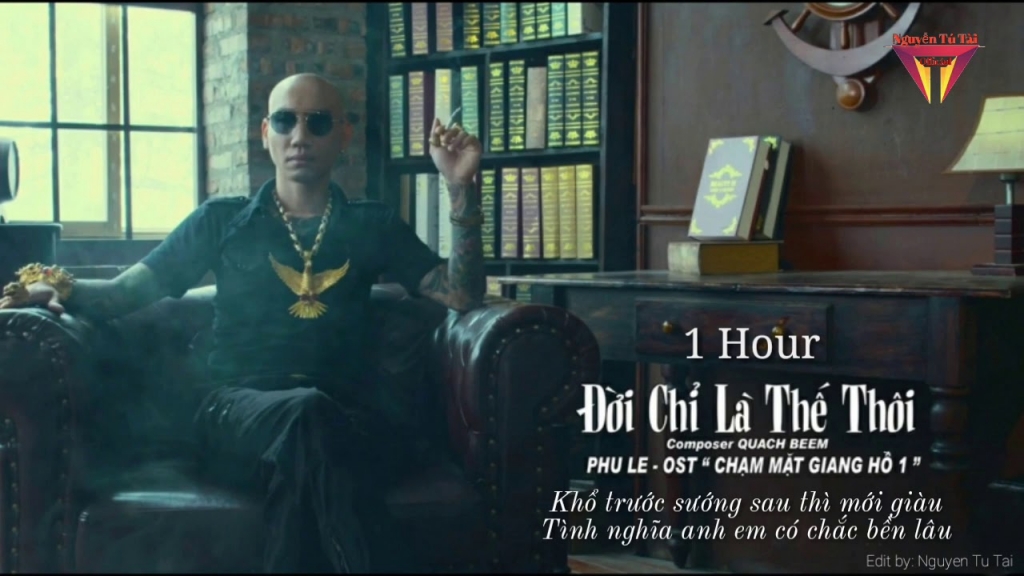 Nguyễn Tú Tài
Official
1 Hour
Đời Chỉ Là Thế Thôi
Composer QUACH BEEM
PHU LE - OST “ CHẠM MẶT GIANG HỒ 1 ”
Khổ trước sướng sau thì mới giàu
Tình nghĩa anh em có chắc bền lâu
Edit by: Nguyen Tu Tai